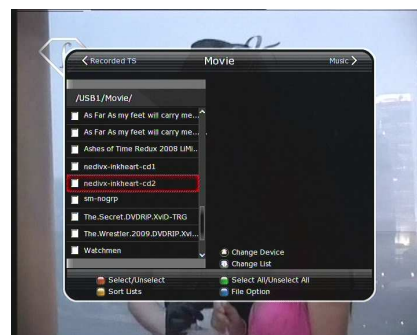 Recorded TS
Movie
Music
/USB1/Movie/
As Far As my feet will carry me...
As Far As my feet will carry me...
Ashes of Time Redux 2008 LiMi..
nedivx-inkheart-cd1
nedivx-inkheart-cd2
sm-nogrp
The.Secret.DVDRIP.XviD-TRG
The.Wrestler.2009.DVDRIP.Xvi...
Watchmen
Change Device
Change List
Select/Unselect
Select All/Unselect All
Sort Lists
File Option